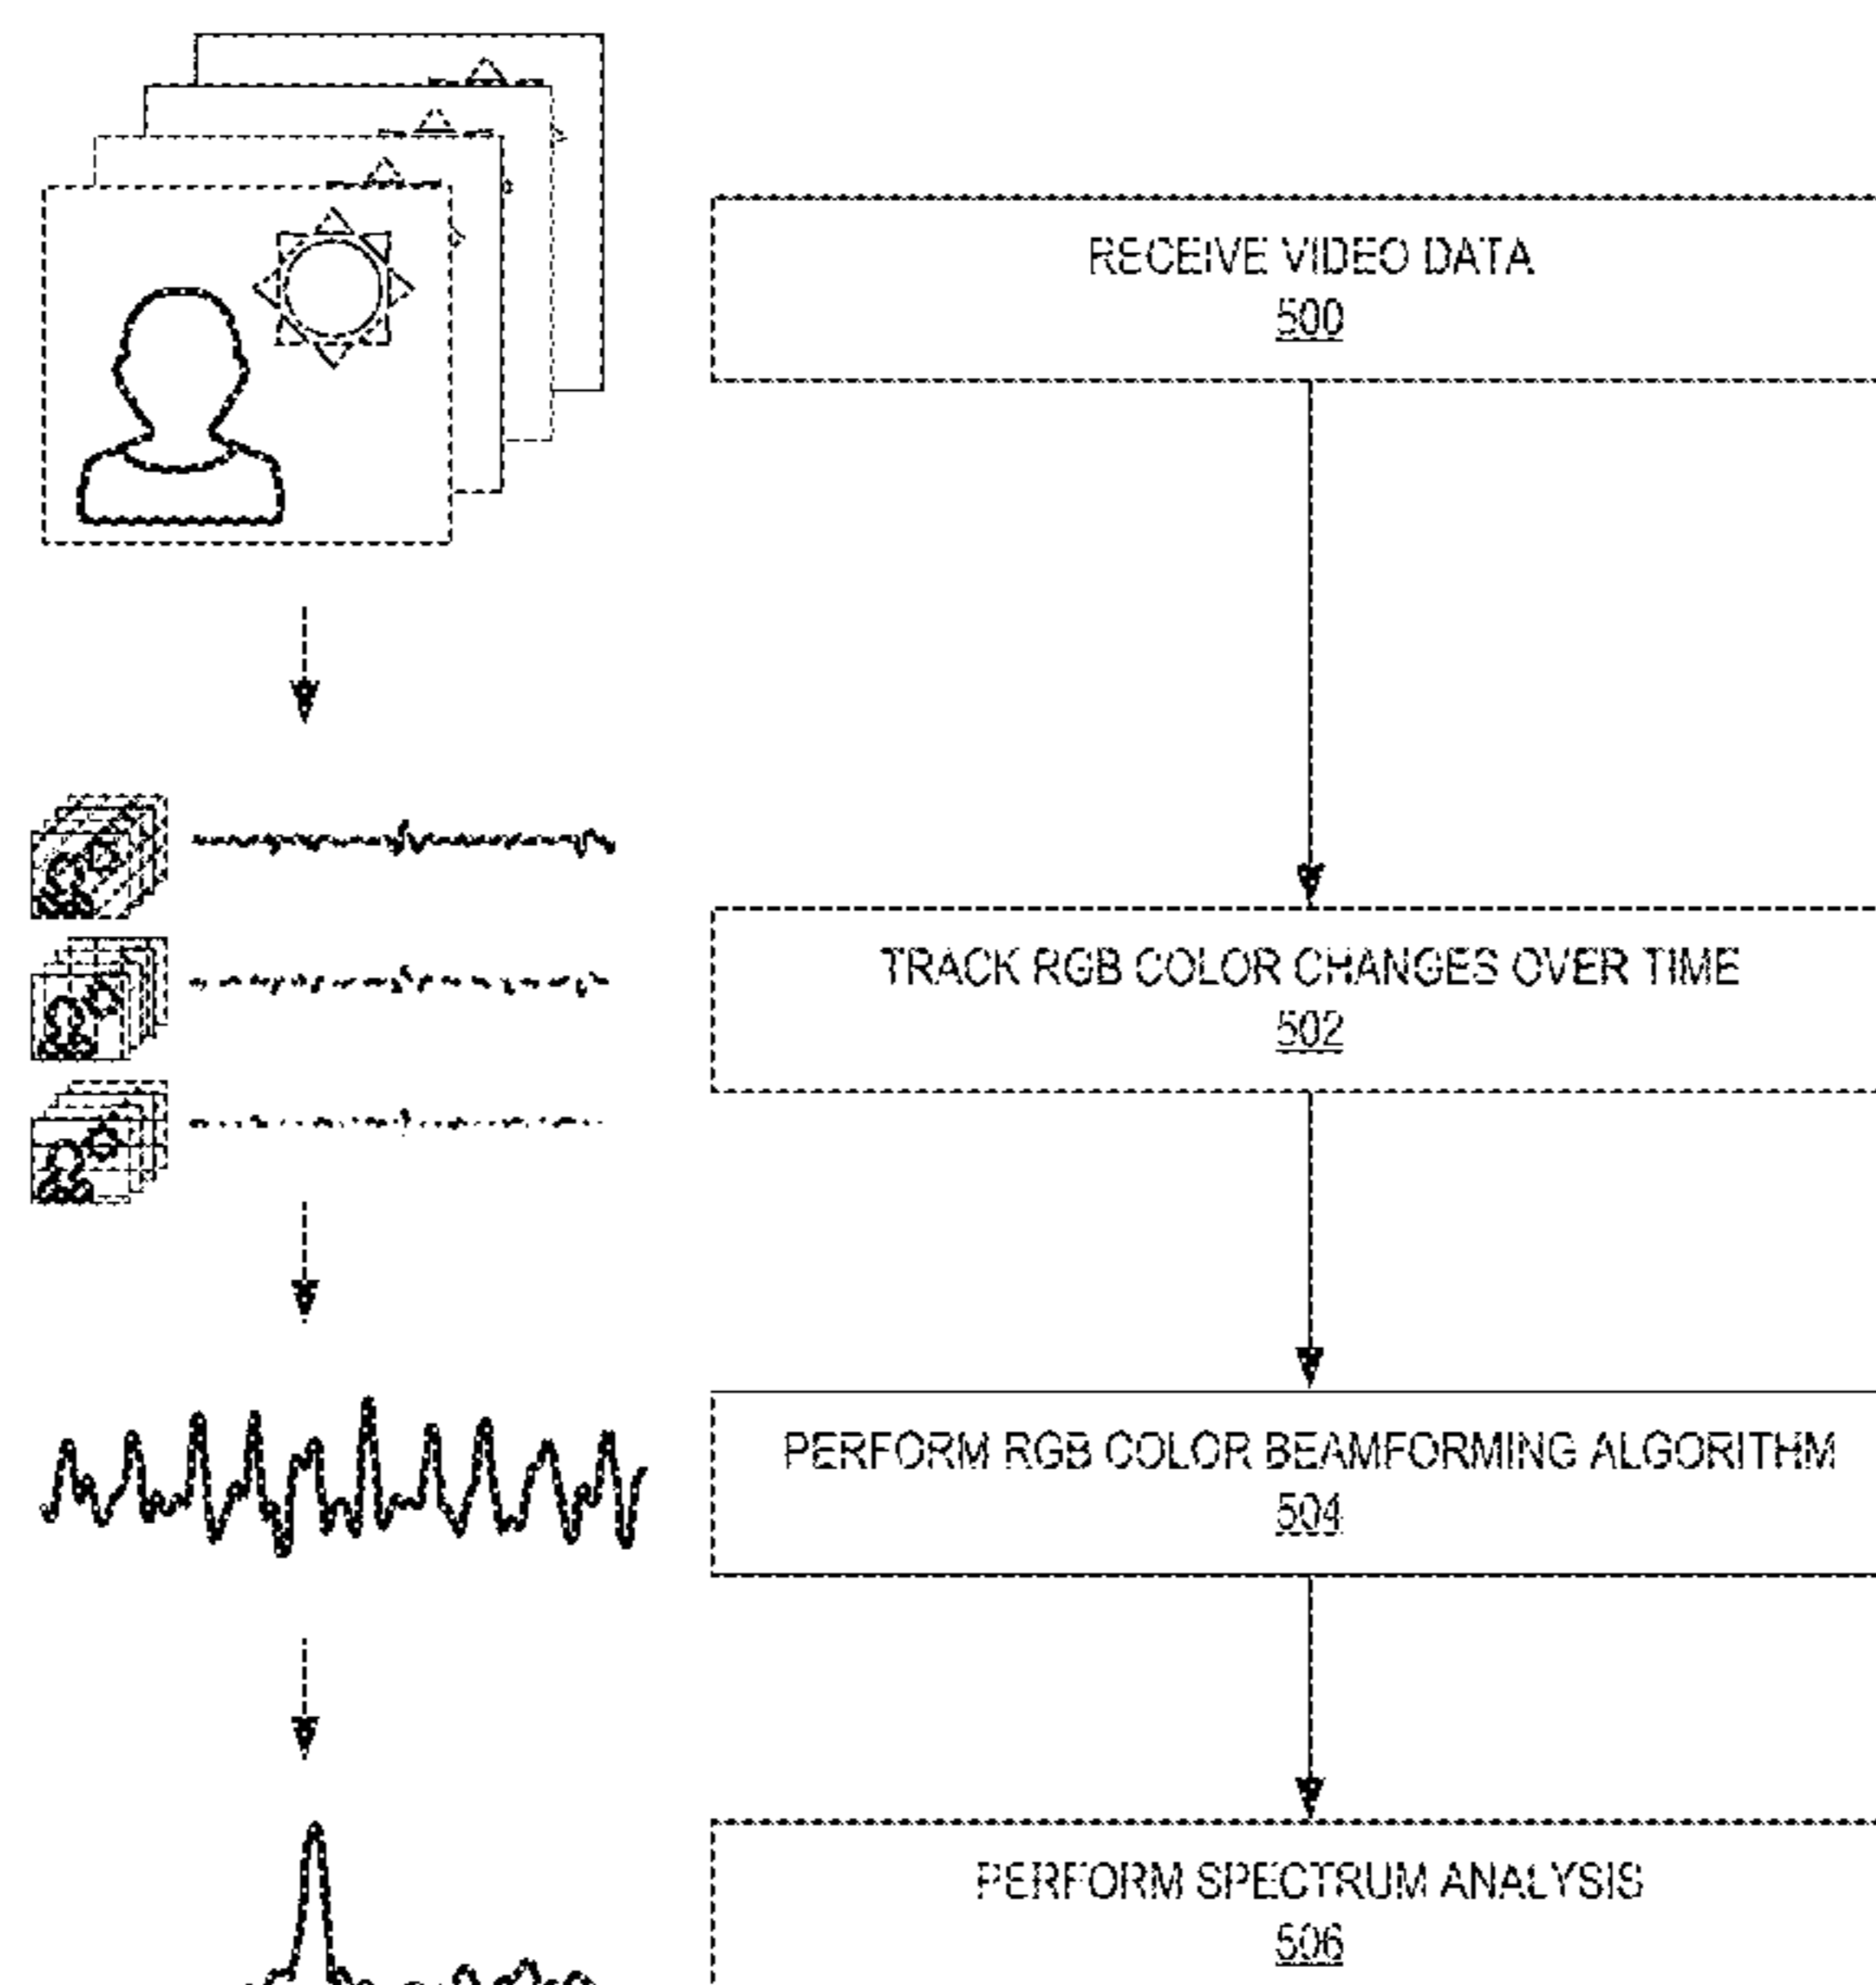 RECEIVE VIDEO DATA
500
TRACK RGB COLOR CHANGES OVER TIME
502
PERFORM RGB COLOR BEAMFORMING ALGORITHM
504
PERFORM SPECTRUM ANALYSIS
506